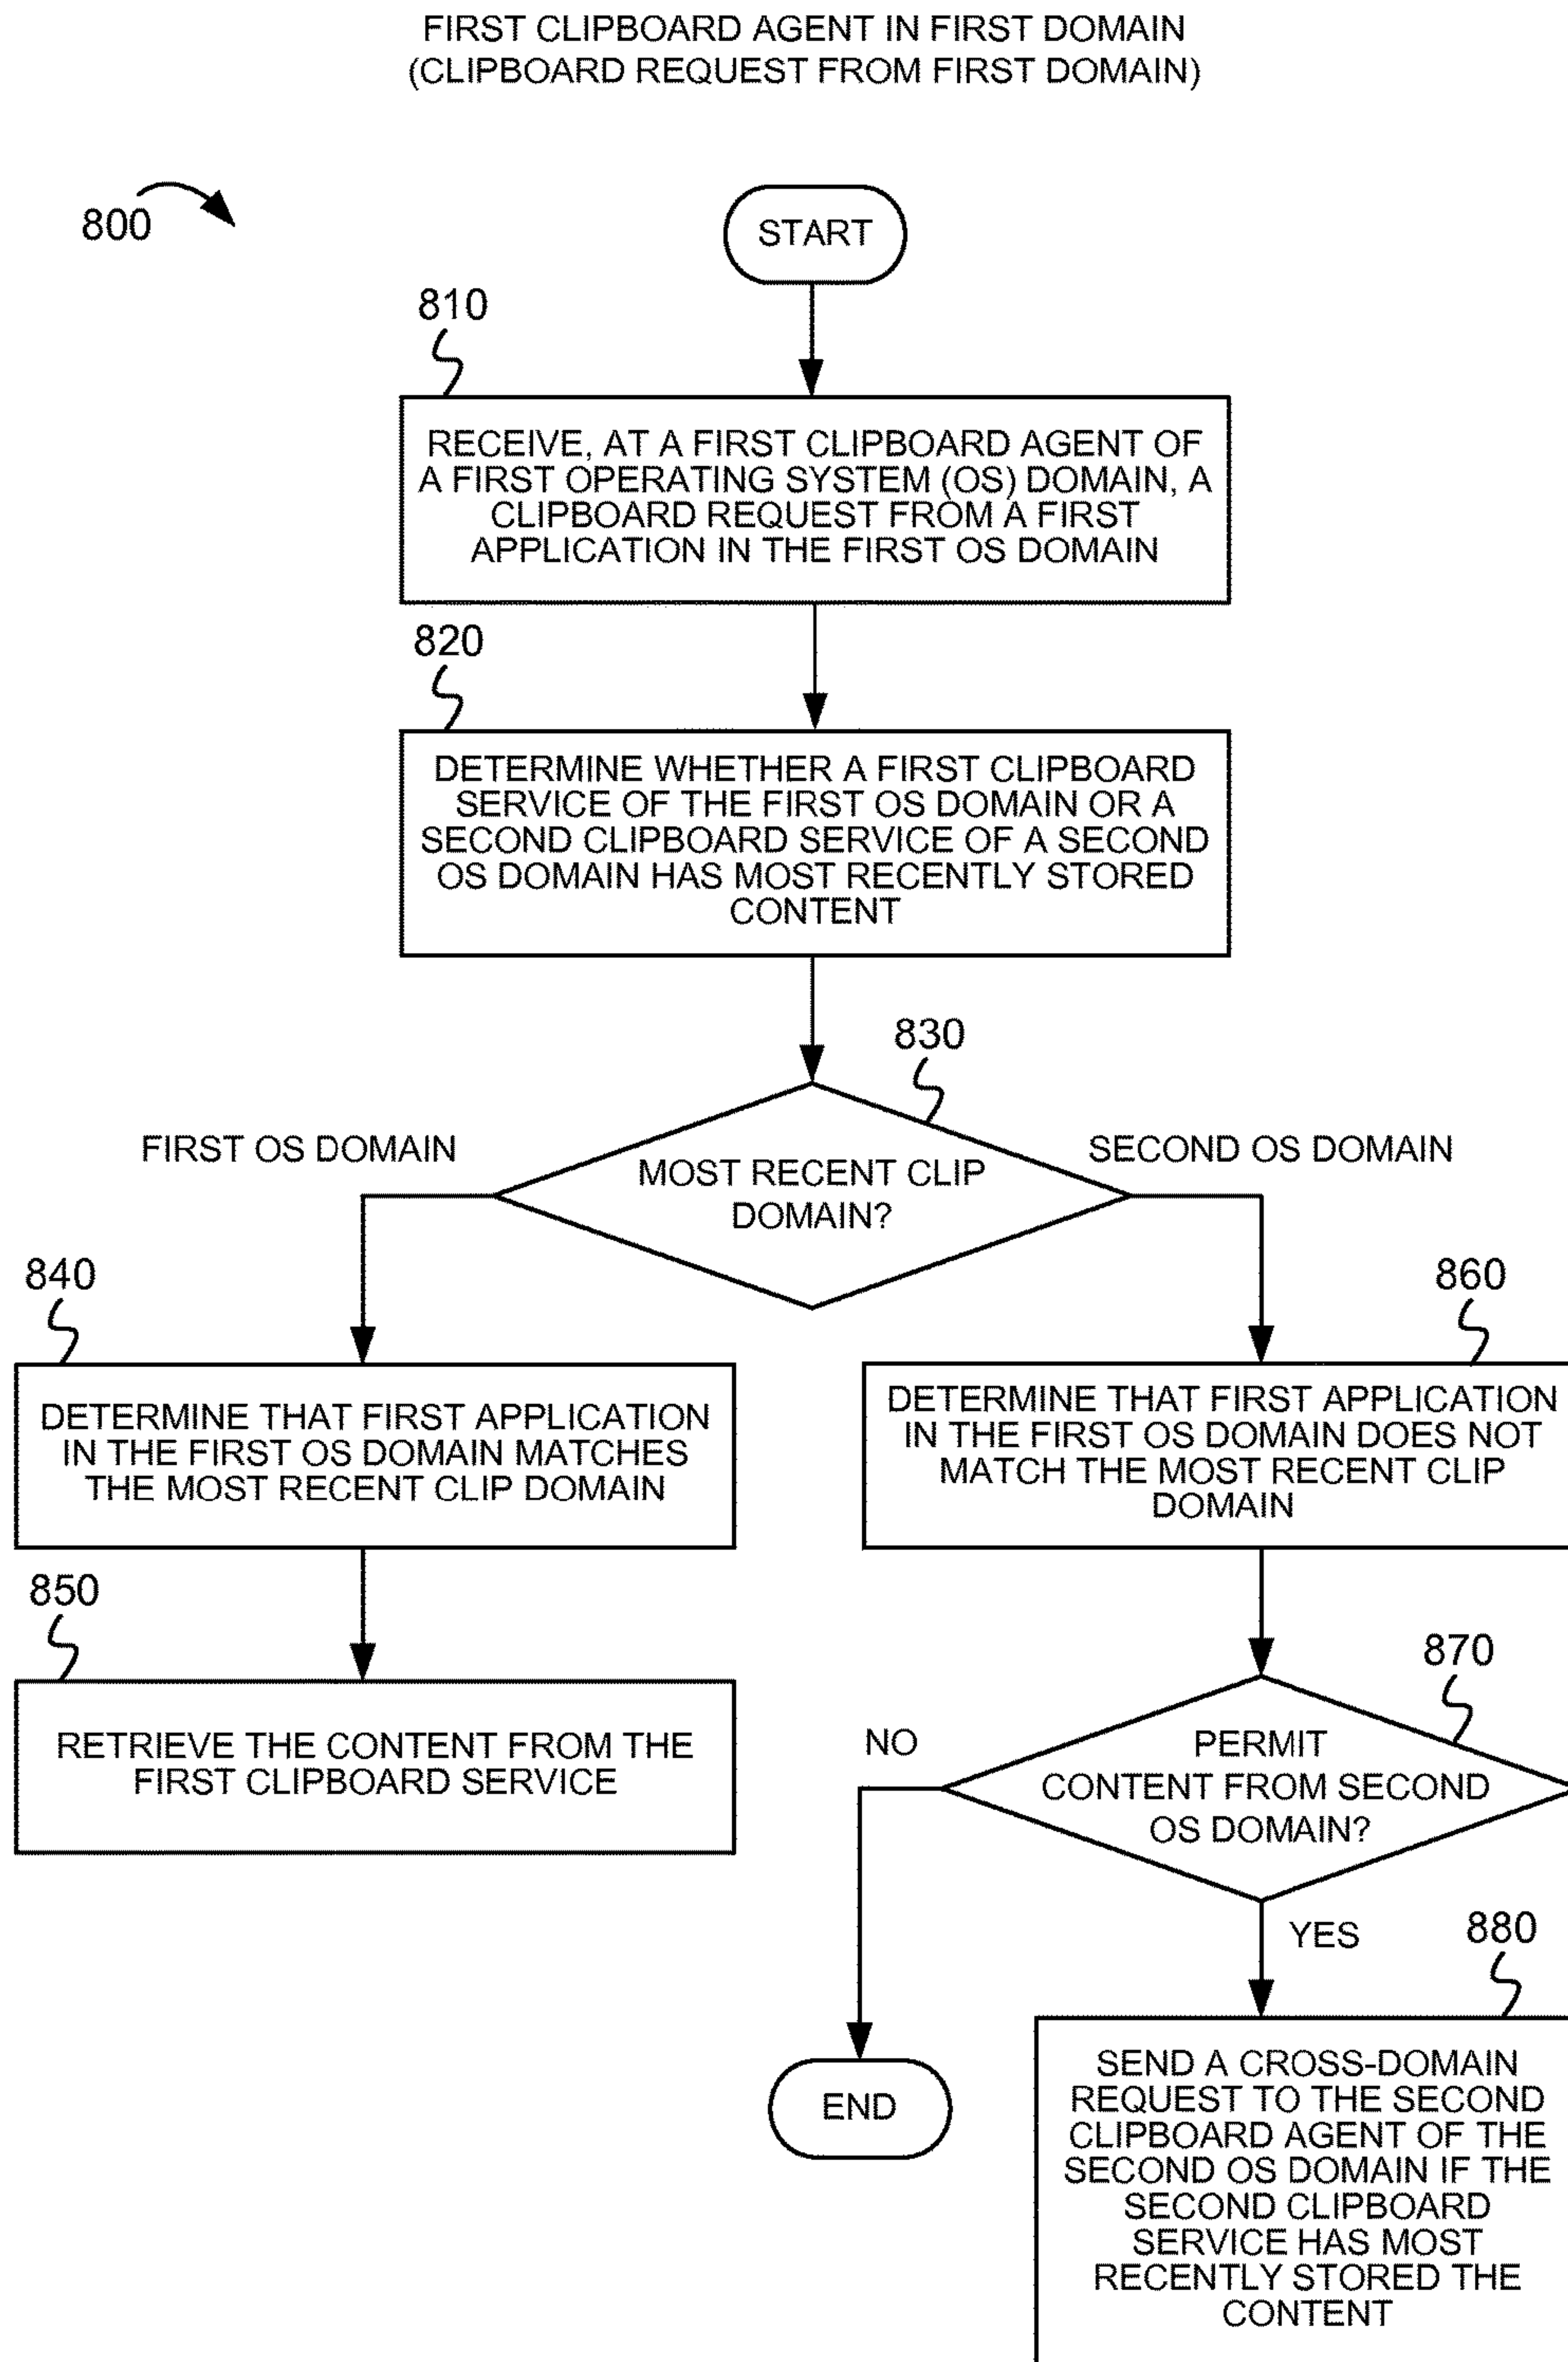 FIRST CLIPBOARD AGENT IN FIRST DOMAIN
(CLIPBOARD REQUEST FROM FIRST DOMAIN)
800
START
810
RECEIVE, AT A FIRST CLIPBOARD AGENT OF
A FIRST OPERATING SYSTEM (OS) DOMAIN, A
CLIPBOARD REQUEST FROM A FIRST
APPLICATION IN THE FIRST OS DOMAIN
820
DETERMINE WHETHER A FIRST CLIPBOARD
SERVICE OF THE FIRST OS DOMAIN OR A
SECOND CLIPBOARD SERVICE OF A SECOND
OS DOMAIN HAS MOST RECENTLY STORED
CONTENT
830
FIRST OS DOMAIN
SECOND OS DOMAIN
MOST RECENT CLIP
DOMAIN?
840
DETERMINE THAT FIRST APPLICATION
IN THE FIRST OS DOMAIN MATCHES
THE MOST RECENT CLIP DOMAIN
850
RETRIEVE THE CONTENT FROM THE
FIRST CLIPBOARD SERVICE
860
DETERMINE THAT FIRST APPLICATION
IN THE FIRST OS DOMAIN DOES NOT
MATCH THE MOST RECENT CLIP
DOMAIN
870
NO
PERMIT
CONTENT FROM SECOND
OS DOMAIN?
YES
880
END
SEND A CROSS-DOMAIN
REQUEST TO THE SECOND
CLIPBOARD AGENT OF THE
SECOND OS DOMAIN IF THE
SECOND CLIPBOARD
SERVICE HAS MOST
RECENTLY STORED THE
CONTENT